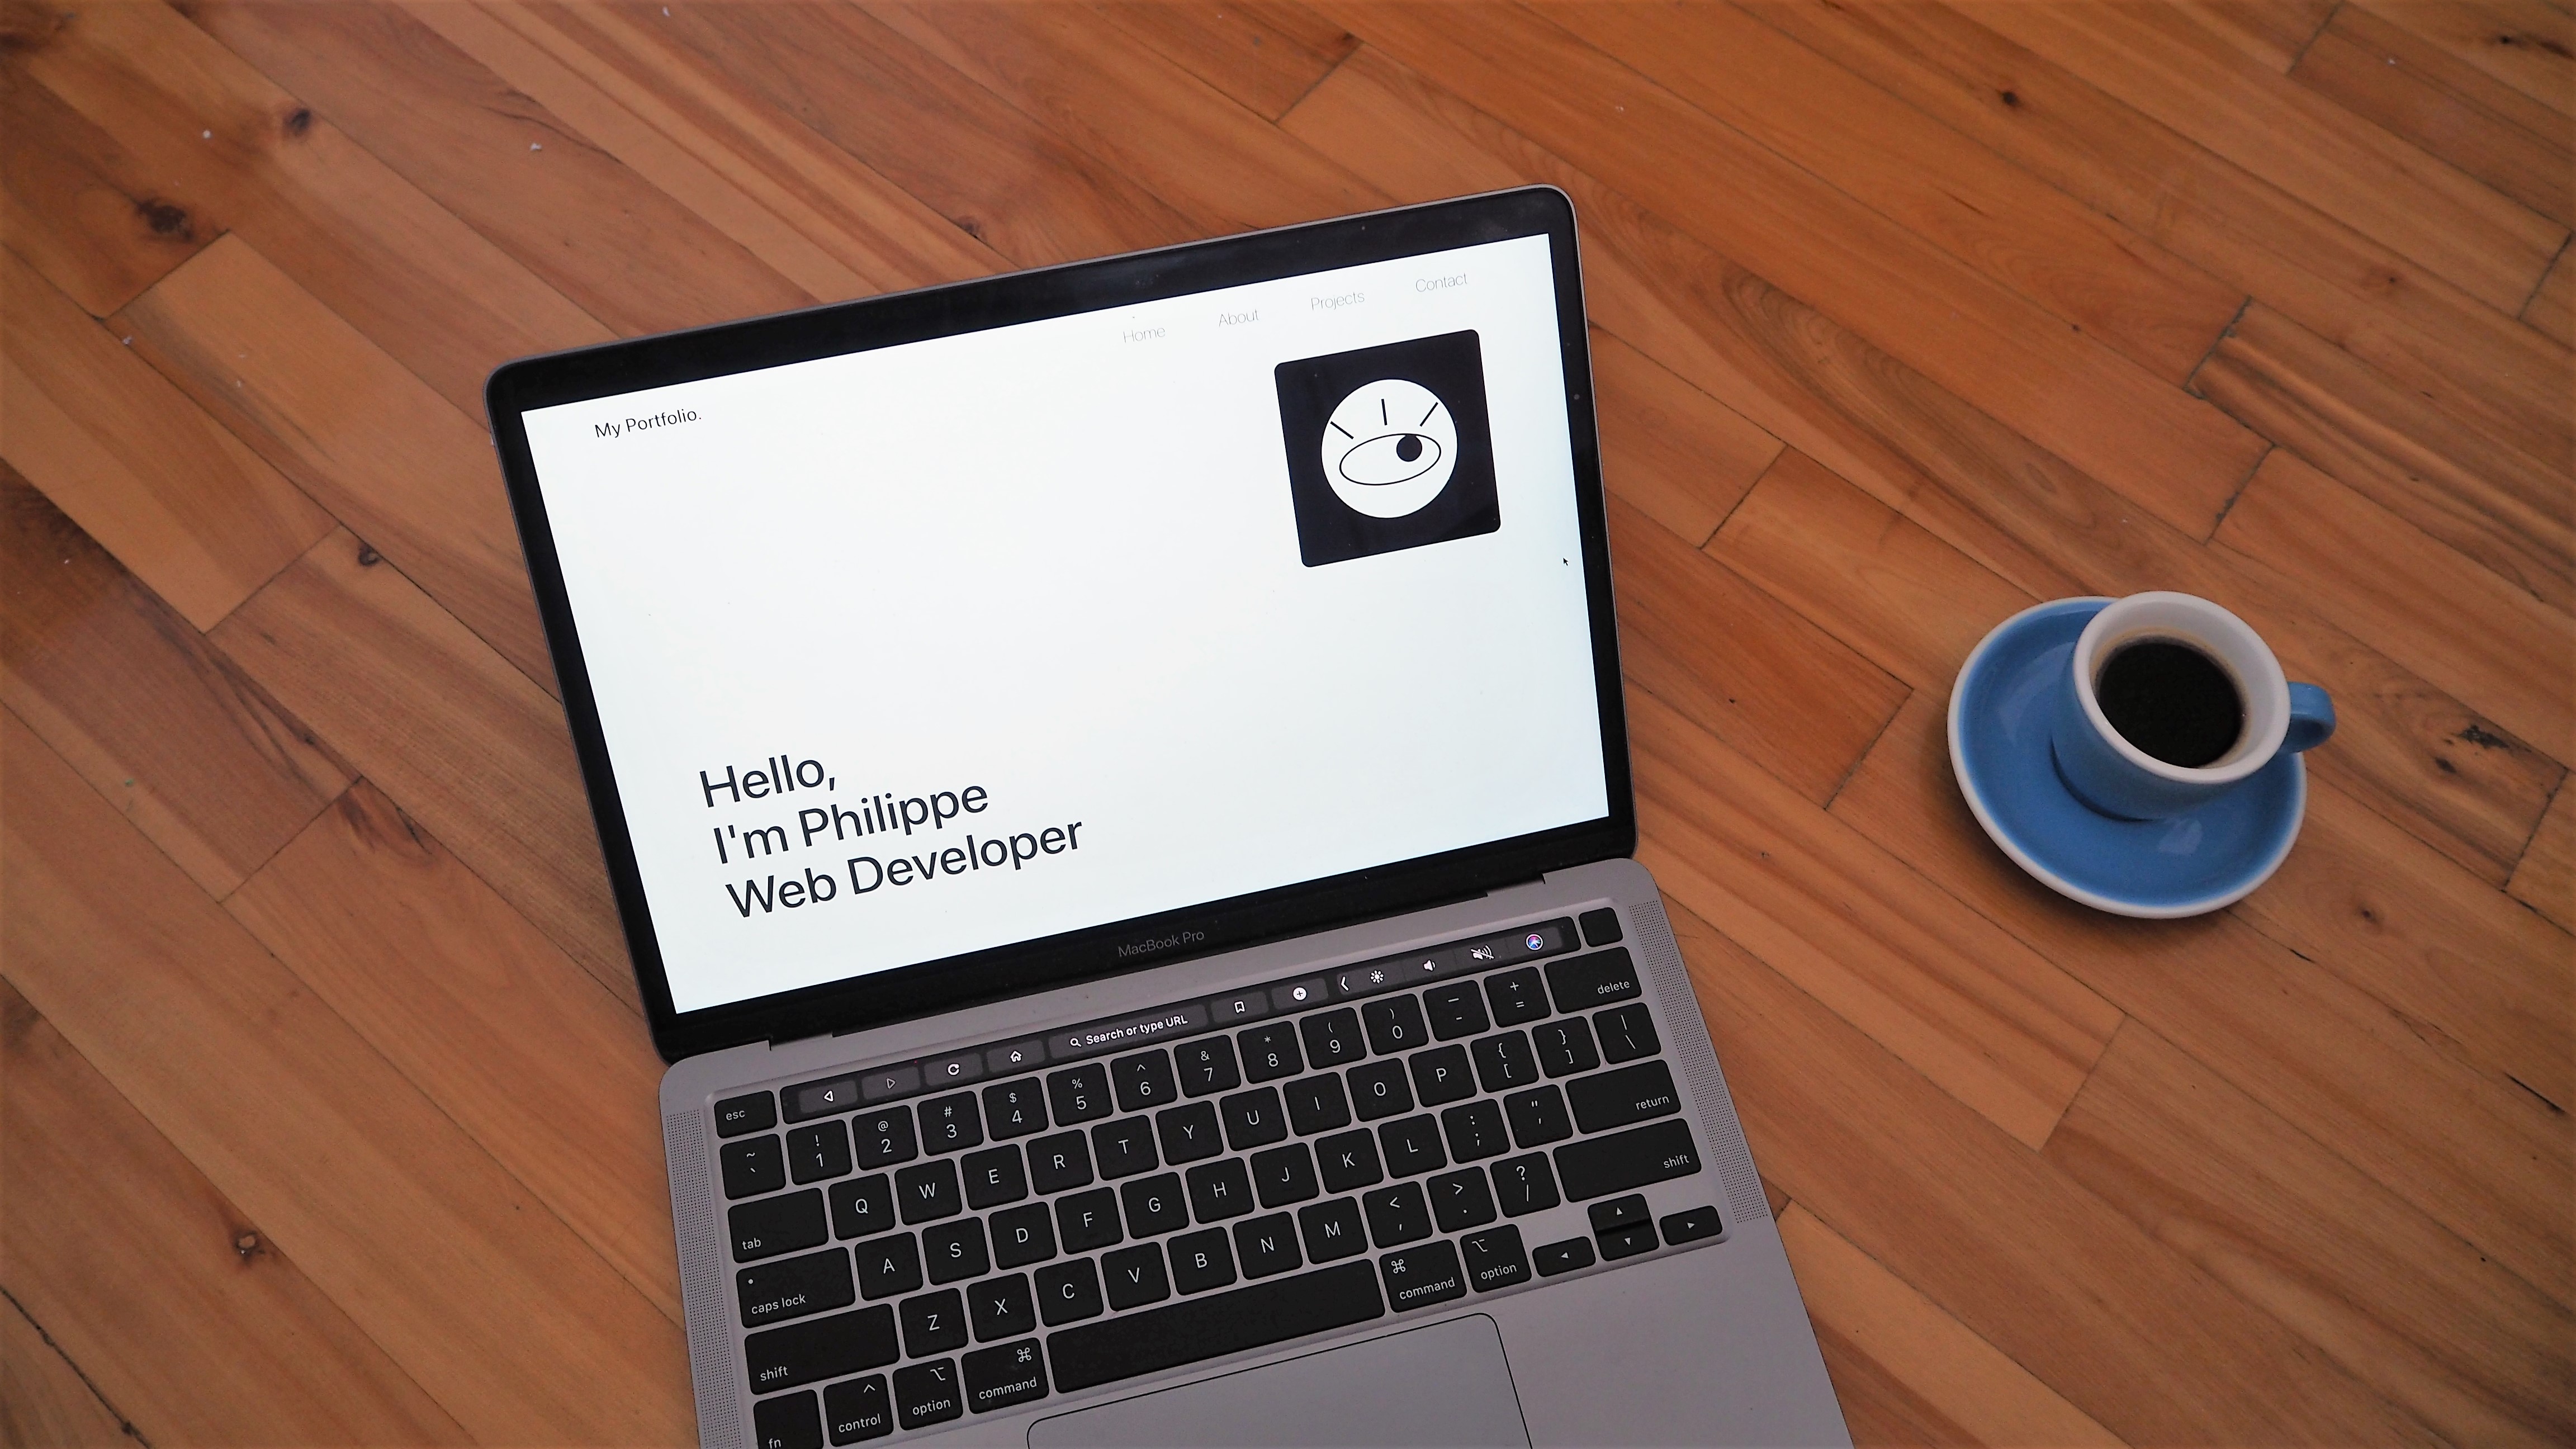 Home About Projects Contact
My Portfolio.
Hello,
I'm Philippe
Web Developer
MacBook Pro
Search or type URL
esc
~ ! @ # $ % ^ & * ( ) _ +
` 1 2 3 4 5 6 7 8 9 0 - = delete
tab Q W E R T Y U I O P { [ } ] | \
caps lock A S D F G H J K L : ; " ' return
shift Z X C V B N M < , > . ? / shift
fn control option command command option